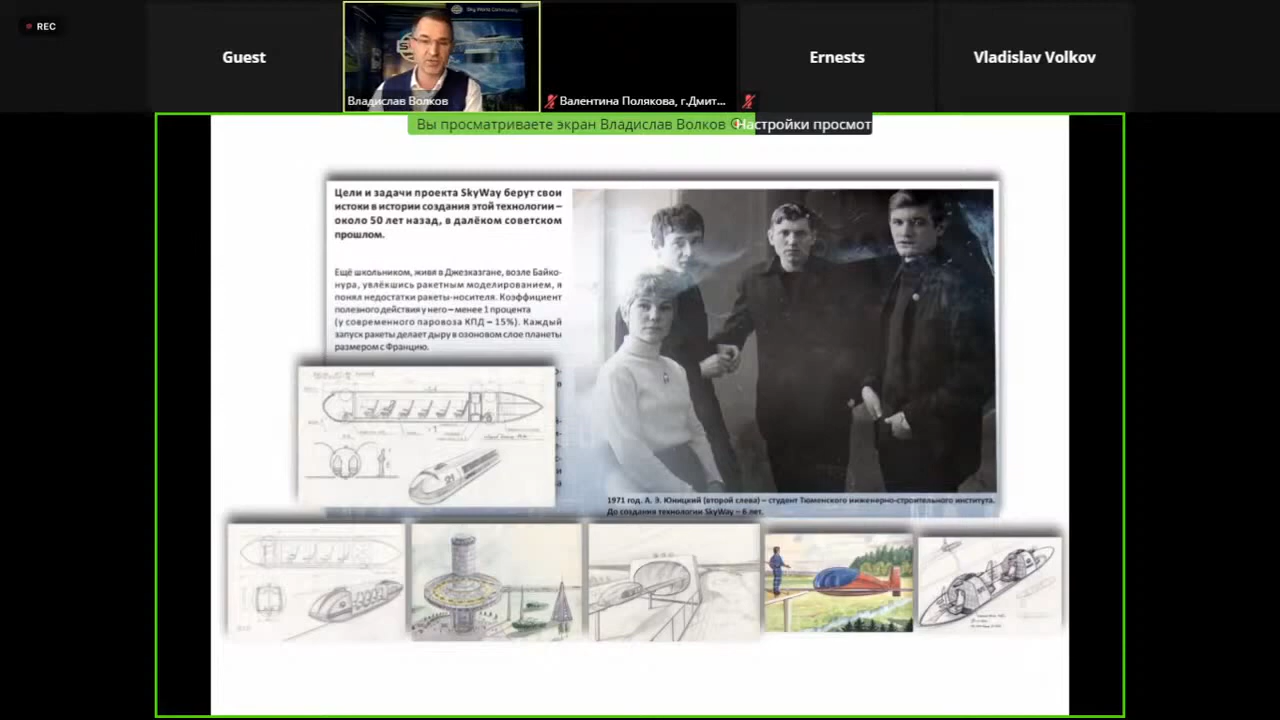 REC
Sky World Community
Guest
Владислав Волков
Валентина Полякова, г.Дмит...
Ernests
Vladislav Volkov
Вы просматриваете экран Владислав Волков
Настройки просмот
Цели и задачи проекта SkyWay берут свои
истоки в истории создания этой технологии –
около 50 лет назад, в далёком советском
прошлом.
Ещё школьником, живя в Джезказгане, возле Байко-
нура, увлёкшись ракетным моделированием, я
понял недостатки ракеты-носителя. Коэффициент
полезного действия у него – менее 1 процента
(у современного паровоза КПД – 15%). Каждый
запуск ракеты делает дыру в озоновом слое планеты
размером с Францию.
1971 год. А. Э. Юницкий (второй слева) – студент Тюменского инженерно-строительного института.
До создания технологии SkyWay – 6 лет.